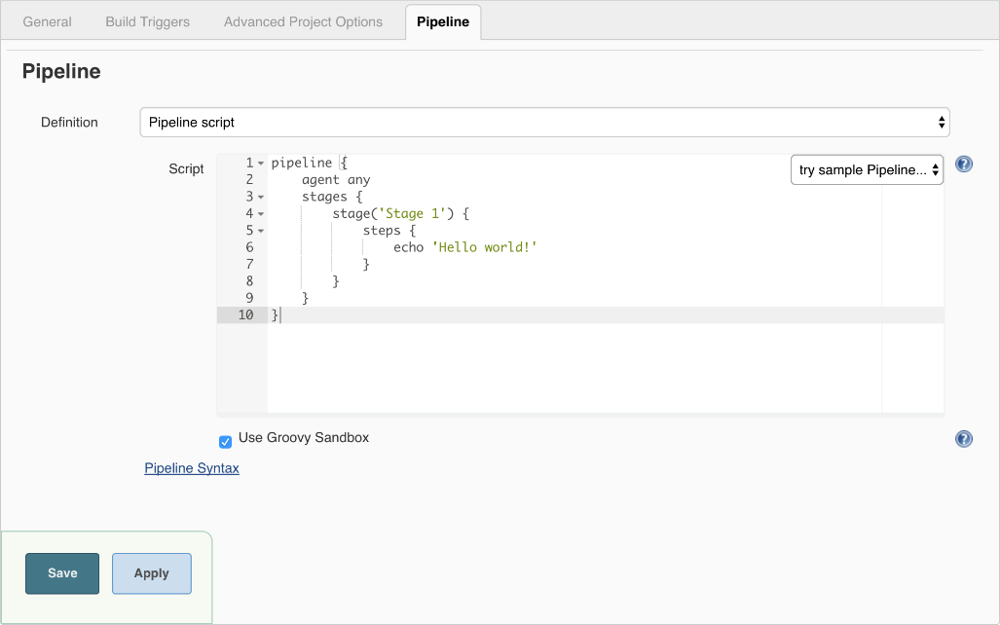 General Build Triggers Advanced Project Options Pipeline
Pipeline
Definition Pipeline script
Script
try sample Pipeline...
1 pipeline {
2     agent any
3     stages {
4         stage('Stage 1') {
5             steps {
6                 echo 'Hello world!'
7             }
8         }
9     }
10 }
Use Groovy Sandbox
Pipeline Syntax
Save Apply